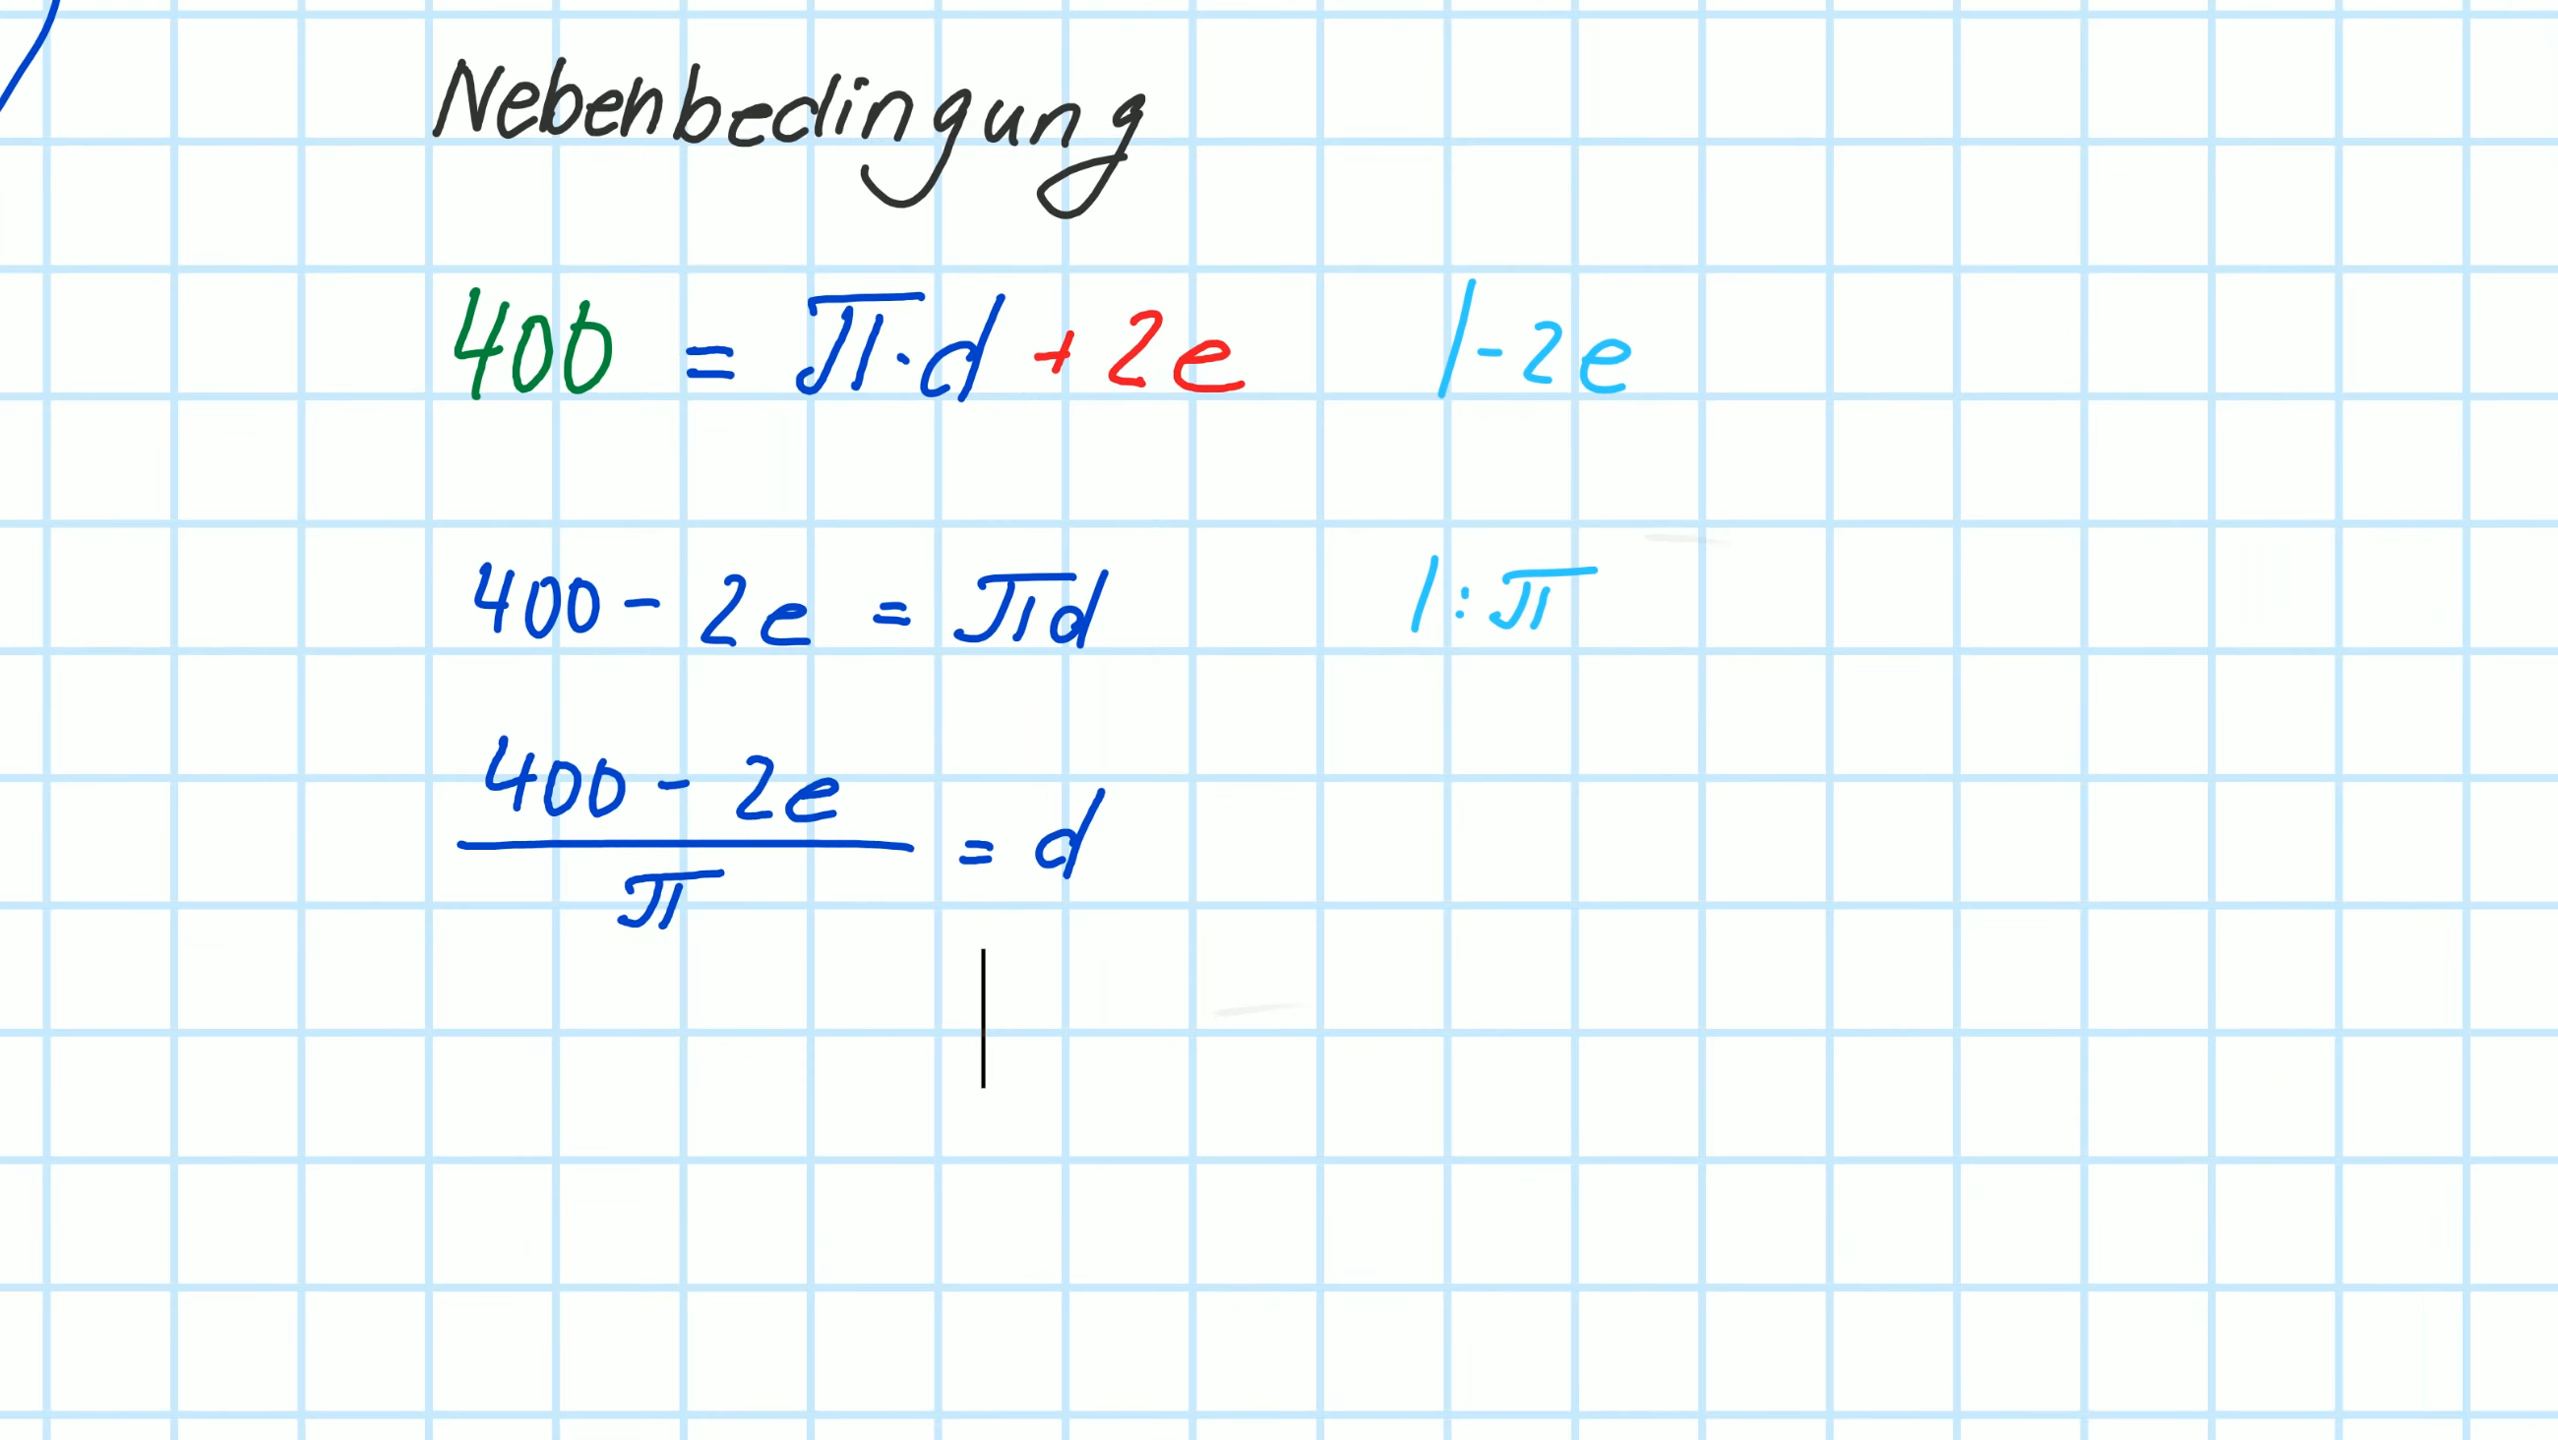 Nebenbedingung
400 = π·d + 2e |-2e
400 - 2e = πd |:π
400 - 2e
π
= d